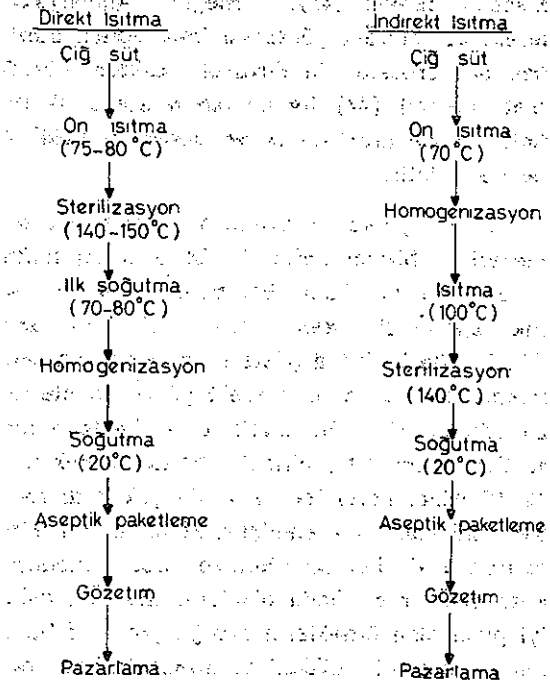 Direkt Isıtma
Çiğ süt
Ön ısıtma
(75-80°C)
Sterilizasyon
(140-150°C)
İlk soğutma
(70-80°C)
Homogenizasyon
Soğutma
(20°C)
Aseptik paketleme
Gözetim
Pazarlama
İndirekt Isıtma
Çiğ süt
Ön ısıtma
(70°C)
Homogenizasyon
Isıtma
(100°C)
Sterilizasyon
(140°C)
Soğutma
(20°C)
Aseptik paketleme
Gözetim
Pazarlama